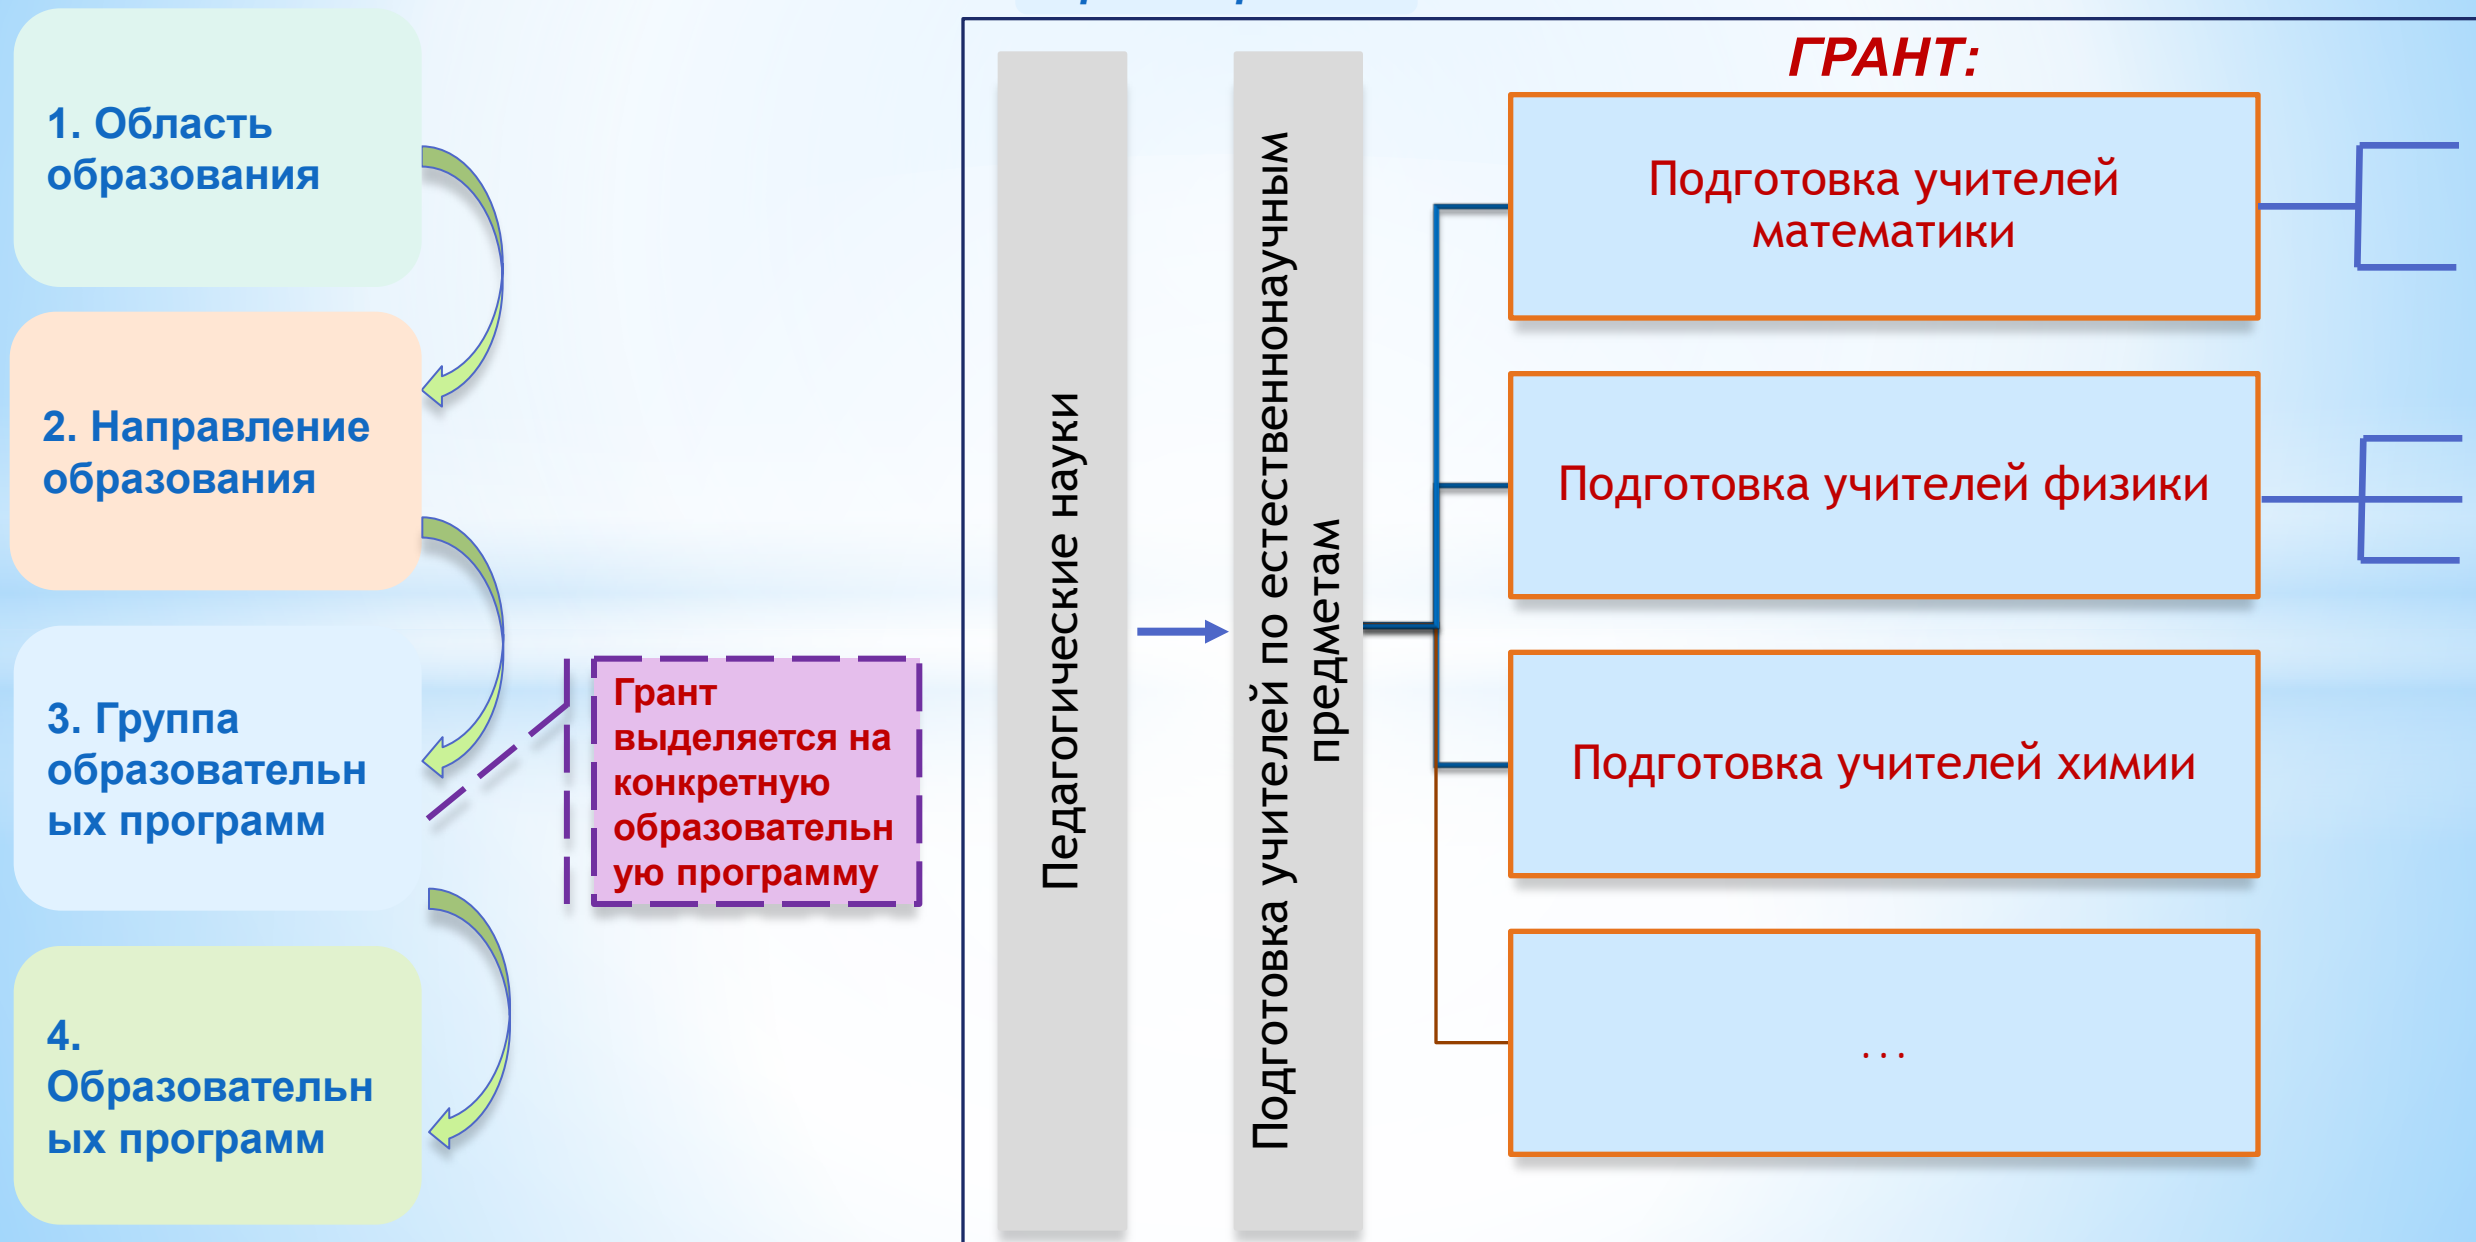 1. Область
образования
2. Направление
образования
3. Группа
образовательн
ых программ
4.
Образовательн
ых программ
Грант
выделяется на
конкретную
образовательн
ую программу
Педагогические науки
Подготовка учителей по естественнонаучным
предметам
ГРАНТ:
Подготовка учителей
математики
Подготовка учителей физики
Подготовка учителей химии
...